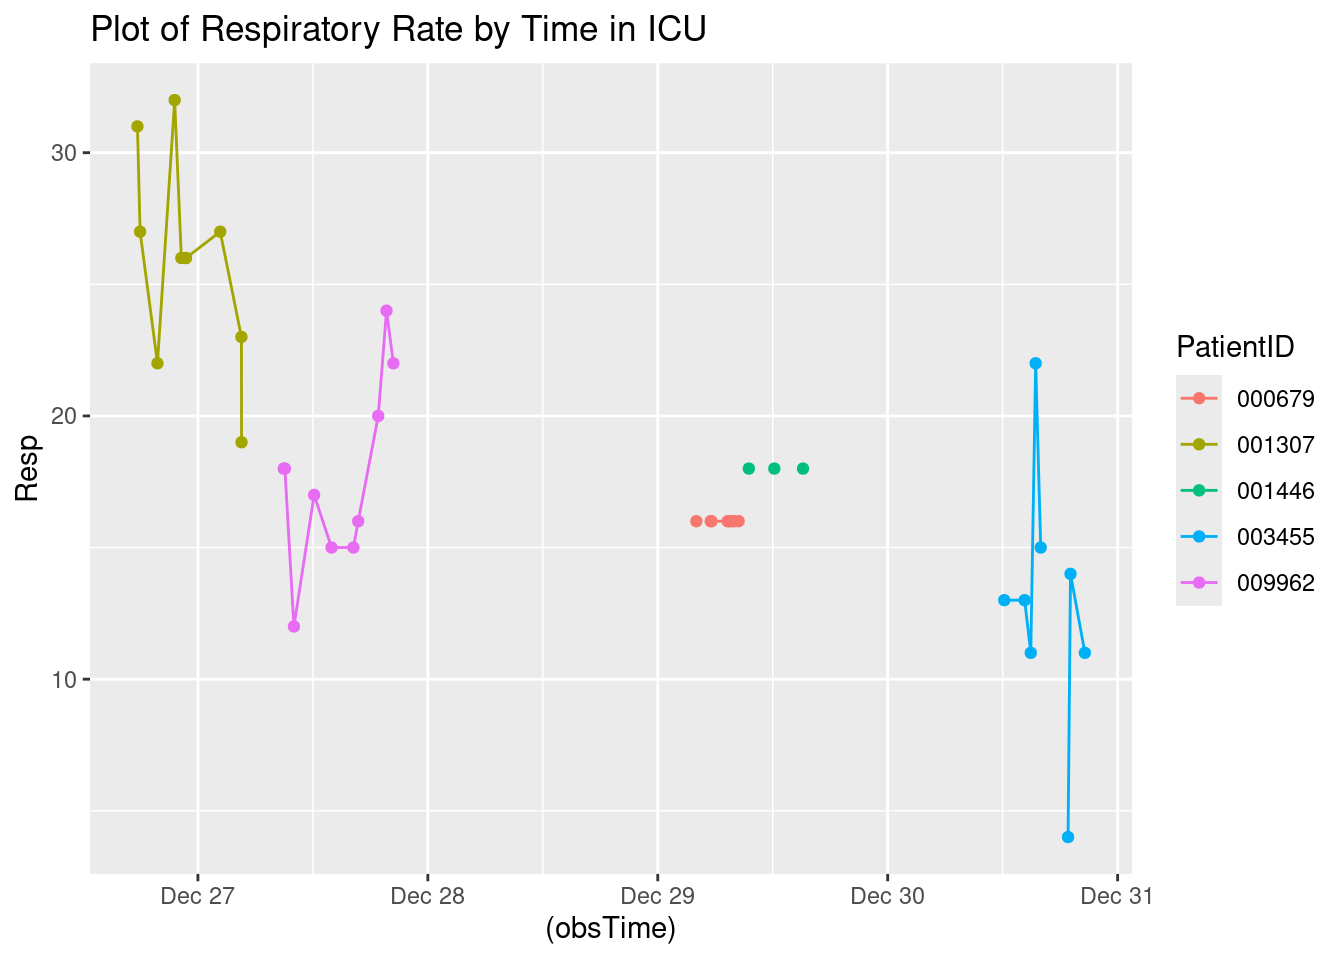 Plot of Respiratory Rate by Time in ICU
Resp
30
20
10
Dec 27
Dec 28
Dec 29
Dec 30
Dec 31
(obsTime)
PatientID
000679
001307
001446
003455
009962